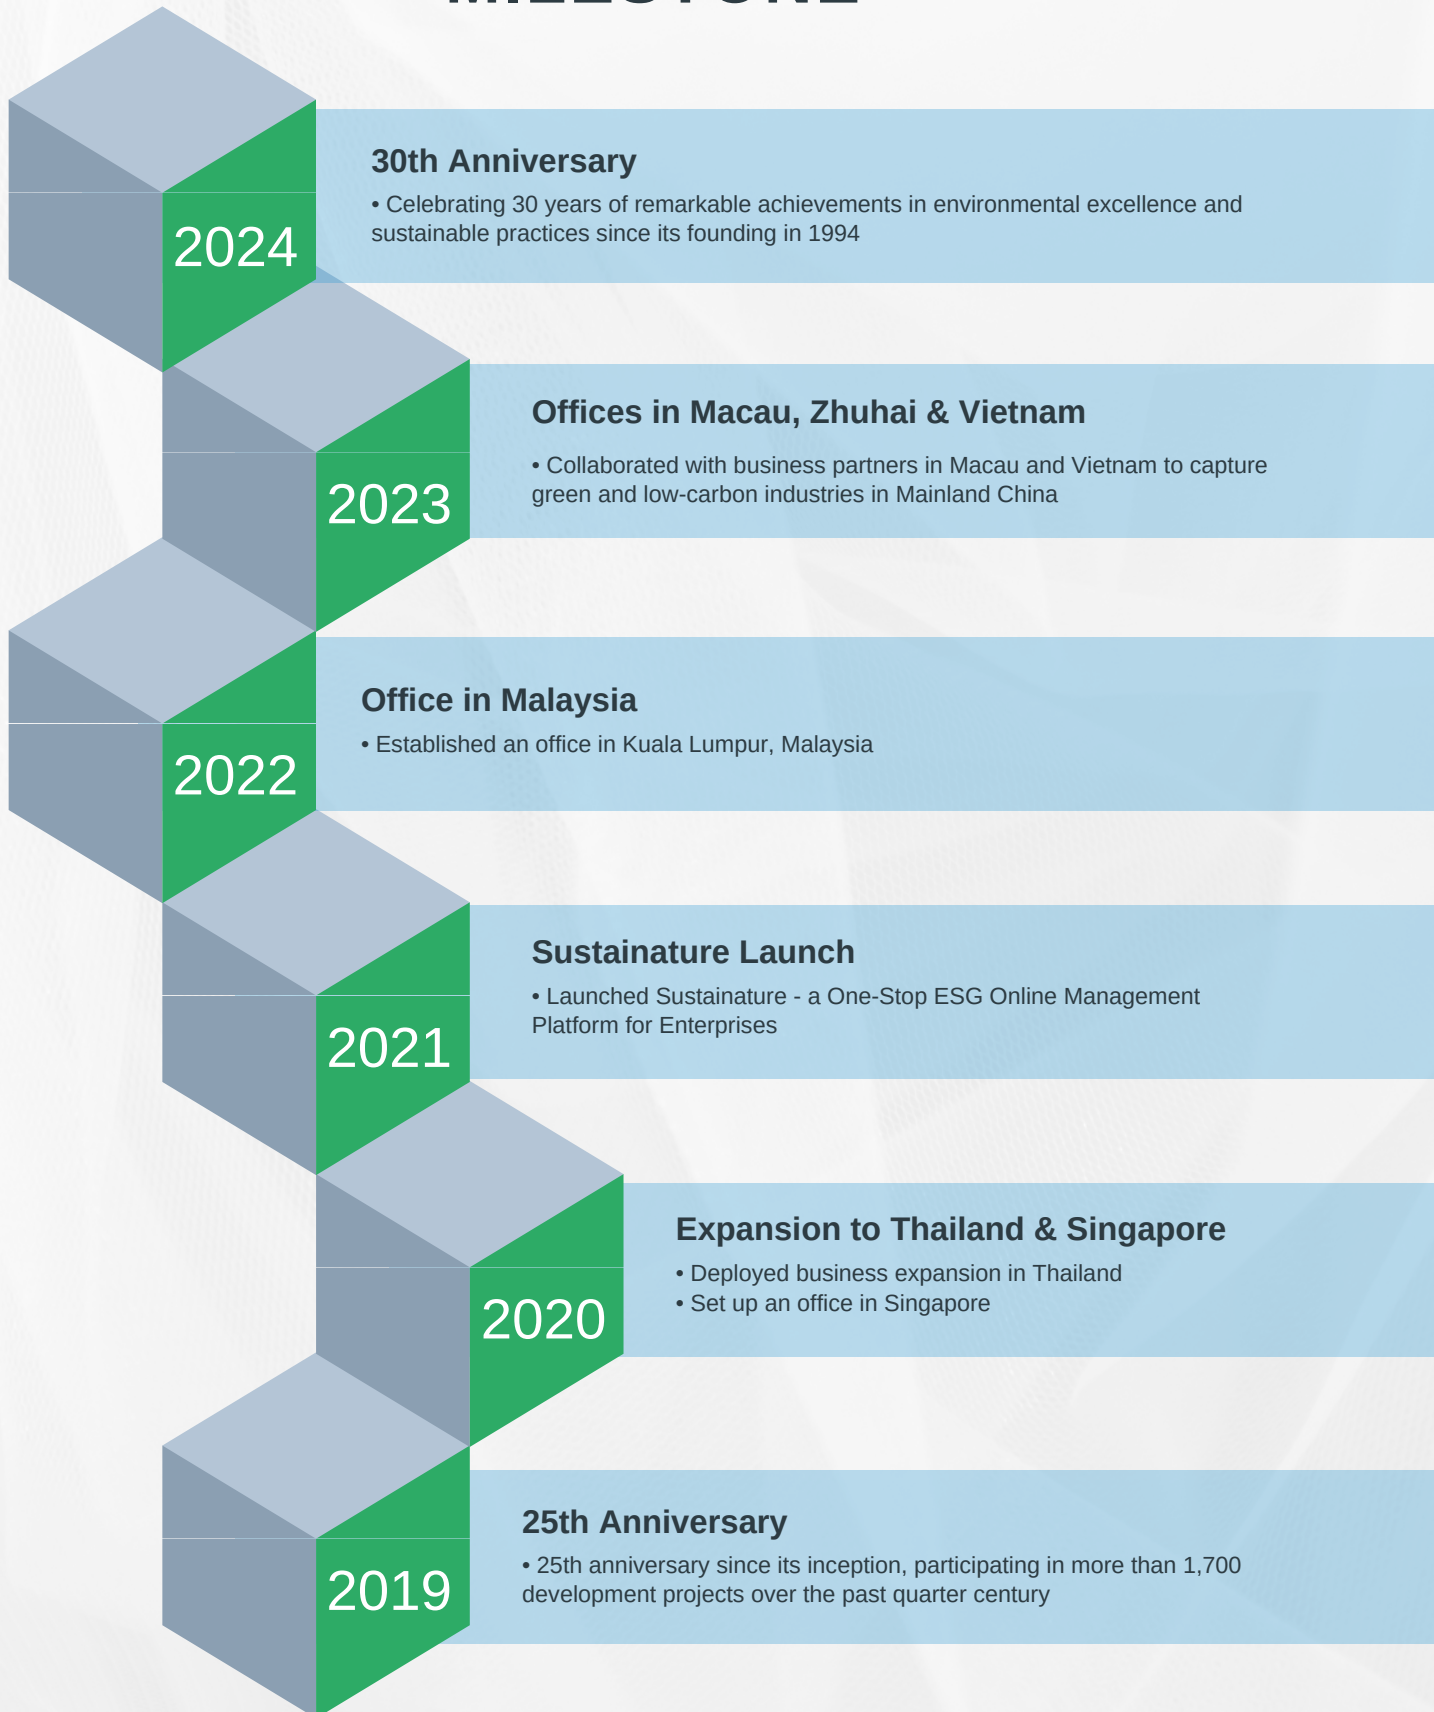 MILESTONE
2024
30th Anniversary
• Celebrating 30 years of remarkable achievements in environmental excellence and
sustainable practices since its founding in 1994
2023
Offices in Macau, Zhuhai & Vietnam
• Collaborated with business partners in Macau and Vietnam to capture
green and low-carbon industries in Mainland China
2022
Office in Malaysia
• Established an office in Kuala Lumpur, Malaysia
2021
Sustainature Launch
• Launched Sustainature - a One-Stop ESG Online Management
Platform for Enterprises
2020
Expansion to Thailand & Singapore
• Deployed business expansion in Thailand
• Set up an office in Singapore
2019
25th Anniversary
• 25th anniversary since its inception, participating in more than 1,700
development projects over the past quarter century